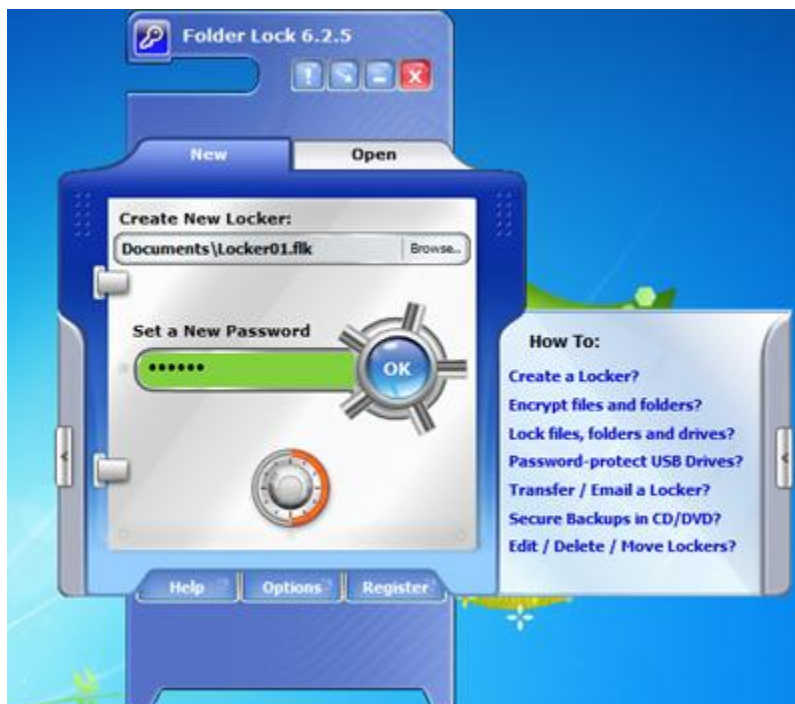 Folder Lock 6.2.5
New
Open
Create New Locker:
Documents\Locker01.flk
Browse...
Set a New Password
••••••
OK
How To:
Create a Locker?
Encrypt files and folders?
Lock files, folders and drives?
Password-protect USB Drives?
Transfer / Email a Locker?
Secure Backups in CD/DVD?
Edit / Delete / Move Lockers?
Help
Options
Register